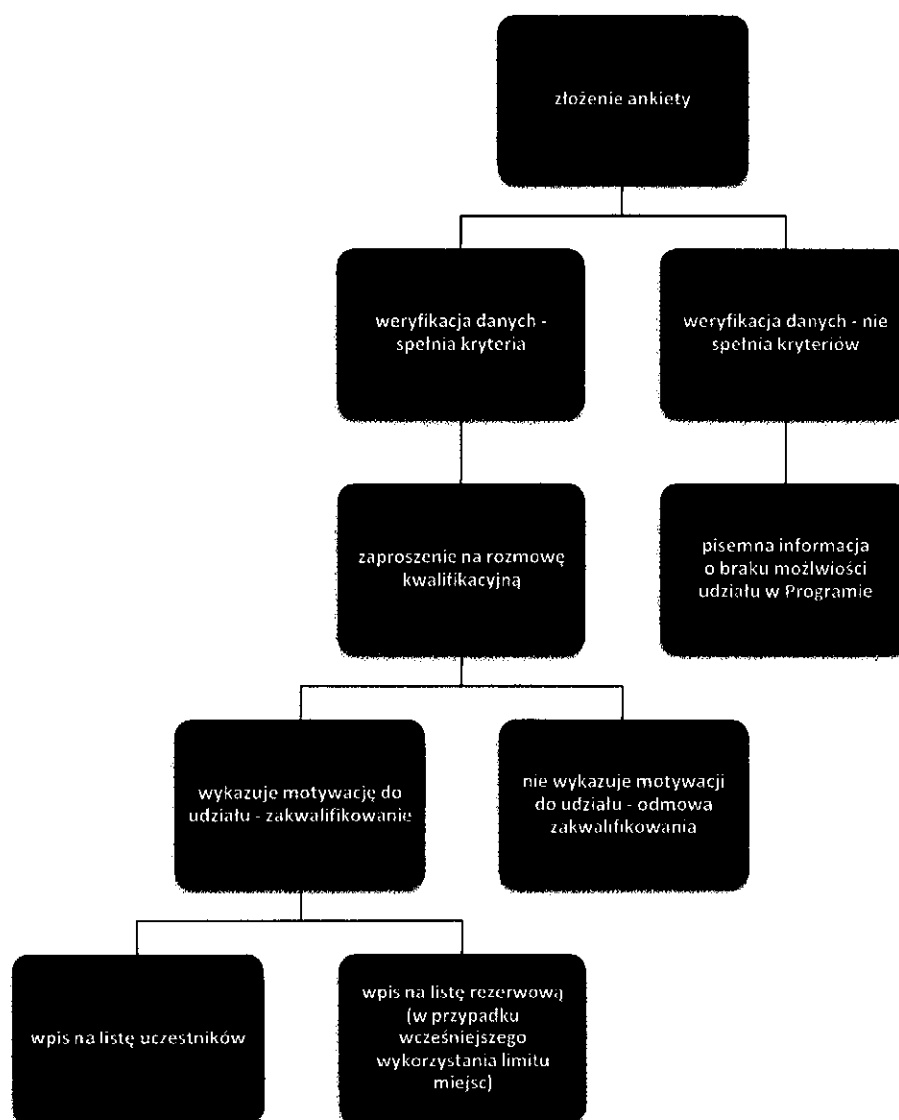 złożenie ankiety
weryfikacja danych -
spełnia kryteria
weryfikacja danych - nie
spełnia kryteriów
zaproszenie na rozmowę
kwalifikacyjną
pisemna informacja
o braku możlwiości
udziału w Programie
wykazuje motywację do
udziału - zakwalifikowanie
nie wykazuje motywacji
do udziału - odmowa
zakwalifikowania
wpis na listę uczestników
wpis na listę rezerwową
(w przypadku
wcześniejszego
wykorzystania limitu
miejsc)